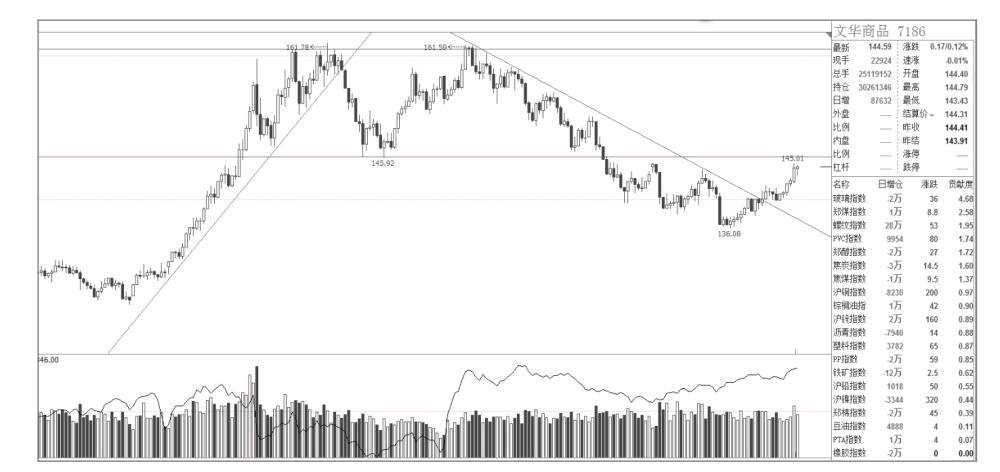 文华商品 7186
最新 144.59 涨跌 0.17/0.12%
现手 22924 速涨 -0.01%
总手 25119152 开盘 144.40
持仓 30261346 最高 144.79
日增 87632 最低 143.43
外盘 ---- 结算价 144.31
比例 ---- 昨收 144.41
内盘 ---- 昨结 143.91
比例 ---- 涨停 ----
杠杆 ---- 跌停 ----
名称 日增仓 涨跌 贡献度
玻璃指数 -2万 36 4.68
郑煤指数 1万 8.8 2.58
螺纹指数 28万 53 1.95
PVC指数 9954 80 1.74
郑醇指数 -2万 27 1.72
焦炭指数 -3万 14.5 1.60
焦煤指数 -1万 9.5 1.37
沪铜指数 -8230 200 0.97
棕榈油指 1万 42 0.90
沪锌指数 2万 160 0.89
沥青指数 -7940 14 0.88
塑料指数 3782 65 0.87
PP指数 -2万 59 0.85
铁矿指数 -12万 2.5 0.62
沪铅指数 1018 50 0.55
沪镍指数 -3344 320 0.44
郑棉指数 -2万 45 0.39
豆油指数 4888 4 0.11
PTA指数 1万 4 0.07
橡胶指数 -2万 0 0.00
161.78
161.59
145.92
145.01
136.08
346.00